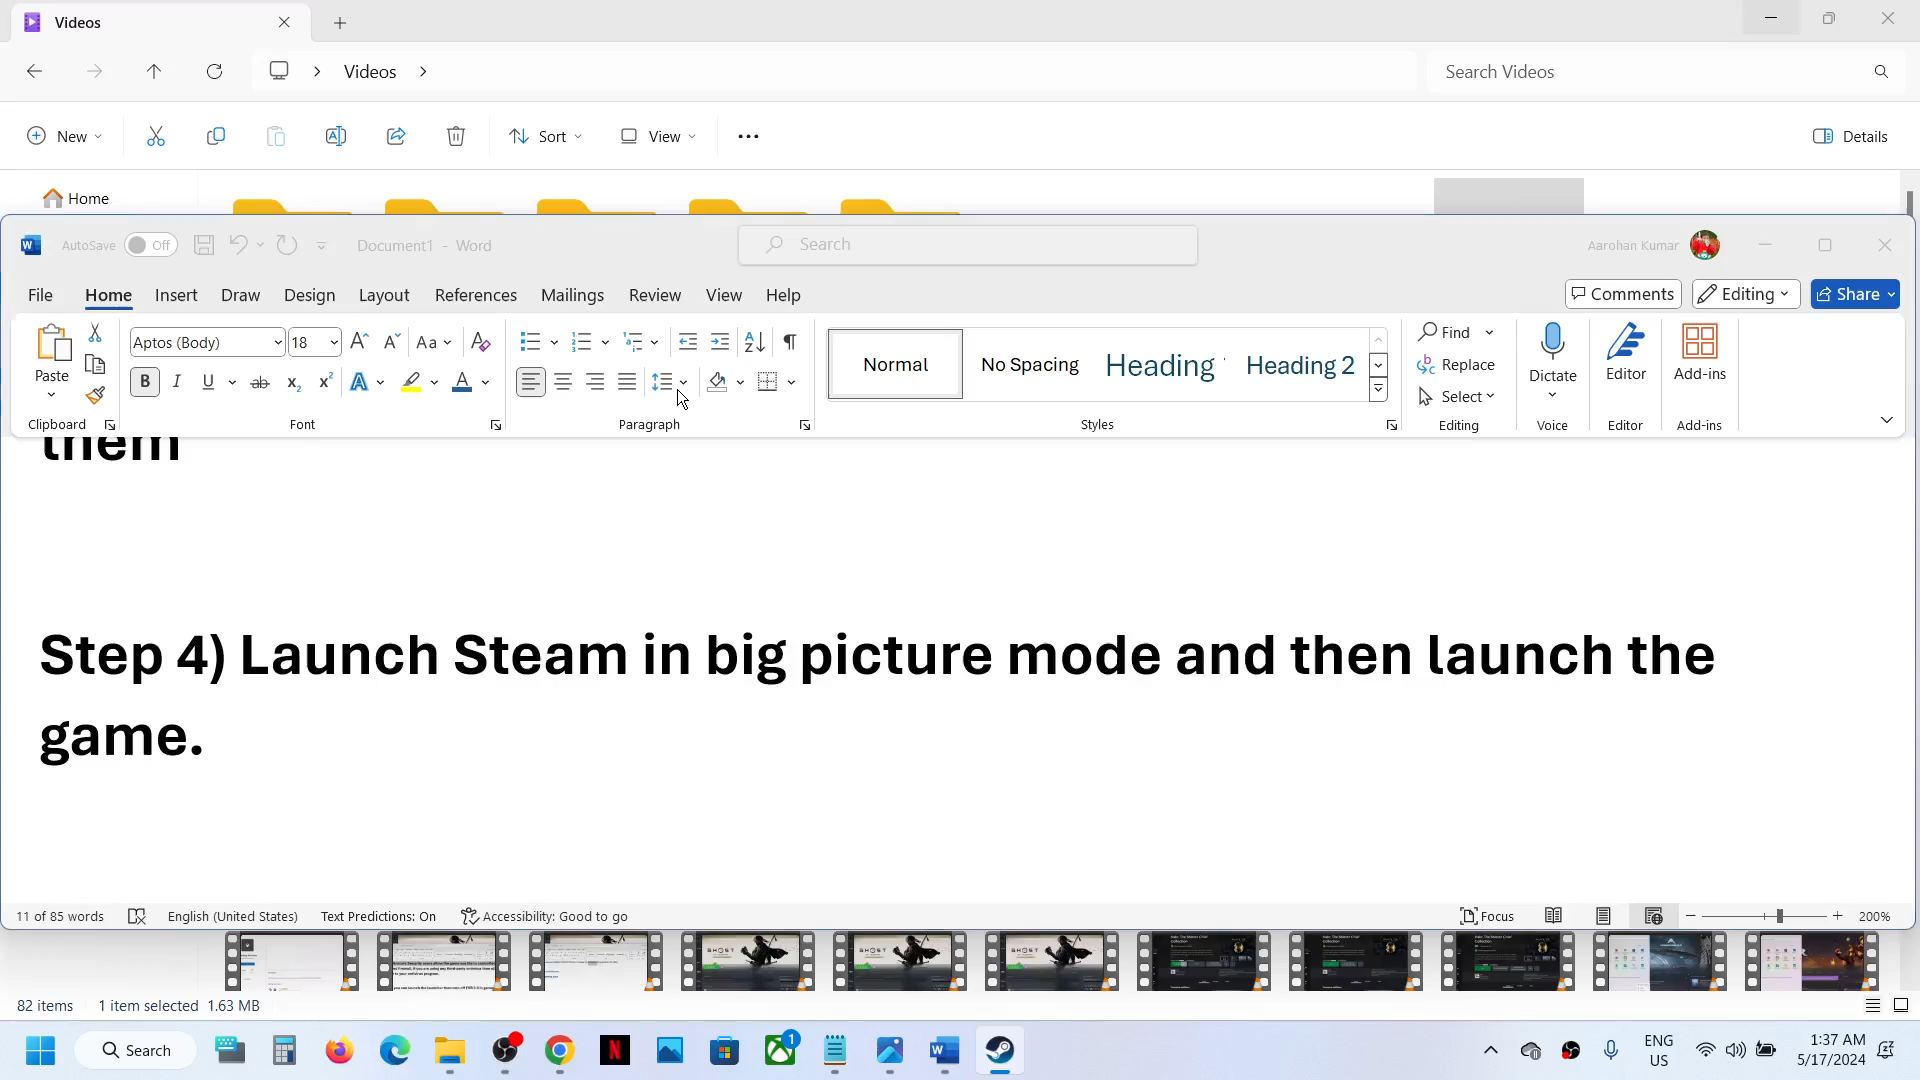 Videos
Videos
Search Videos
New
Sort
View
Details
Home
AutoSave
Off
Document1 - Word
Search
Aarohan Kumar
File
Home
Insert
Draw
Design
Layout
References
Mailings
Review
View
Help
Comments
Editing
Share
Paste
Aptos (Body)
18
Normal
No Spacing
Heading
Heading 2
Find
Replace
Select
Dictate
Editor
Add-ins
Clipboard
Font
Paragraph
Styles
Editing
Voice
Editor
Add-ins
them
Step 4) Launch Steam in big picture mode and then launch the
game.
11 of 85 words
English (United States)
Text Predictions: On
Accessibility: Good to go
Focus
200%
82 items
1 item selected 1.63 MB
Search
1
ENG
US
1:37 AM
5/17/2024